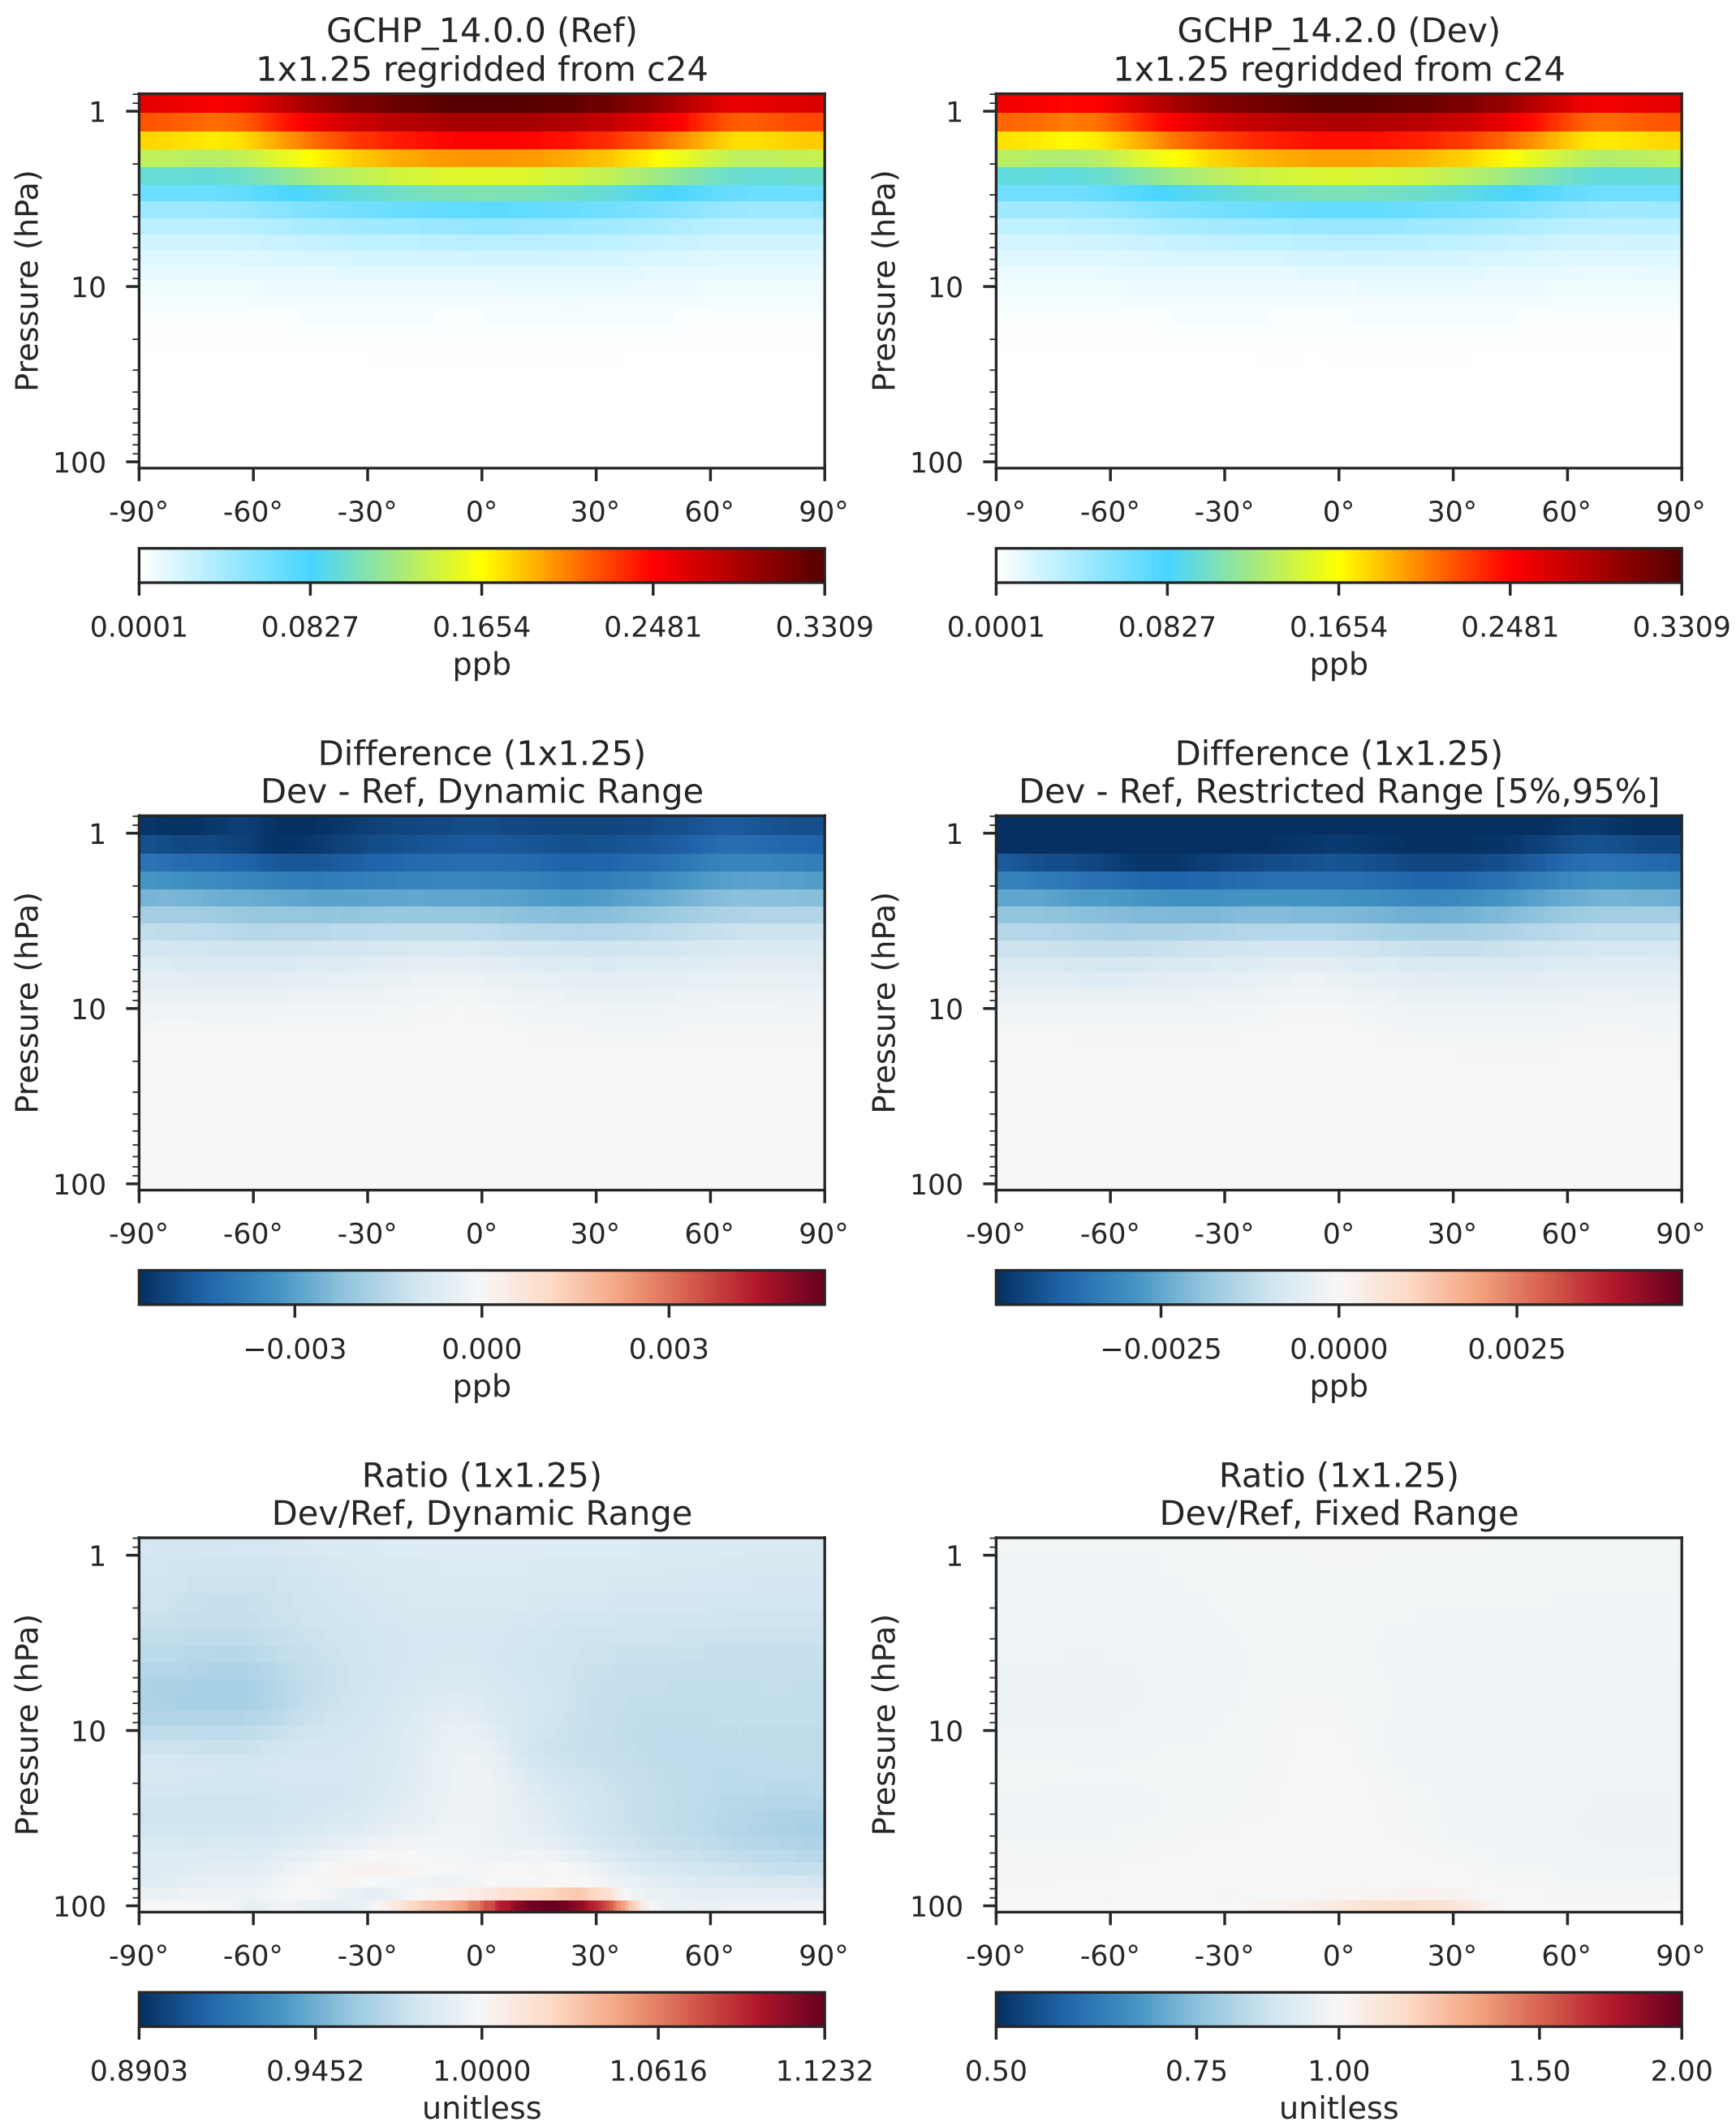 GCHP_14.0.0 (Ref)
1x1.25 regridded from c24
Pressure (hPa)
1
10
100
-90° -60° -30° 0° 30° 60° 90°
0.0001 0.0827 0.1654 0.2481 0.3309
ppb
GCHP_14.2.0 (Dev)
1x1.25 regridded from c24
Pressure (hPa)
1
10
100
-90° -60° -30° 0° 30° 60° 90°
0.0001 0.0827 0.1654 0.2481 0.3309
ppb
Difference (1x1.25)
Dev - Ref, Dynamic Range
Pressure (hPa)
1
10
100
-90° -60° -30° 0° 30° 60° 90°
−0.003 0.000 0.003
ppb
Difference (1x1.25)
Dev - Ref, Restricted Range [5%,95%]
Pressure (hPa)
1
10
100
-90° -60° -30° 0° 30° 60° 90°
−0.0025 0.0000 0.0025
ppb
Ratio (1x1.25)
Dev/Ref, Dynamic Range
Pressure (hPa)
1
10
100
-90° -60° -30° 0° 30° 60° 90°
0.8903 0.9452 1.0000 1.0616 1.1232
unitless
Ratio (1x1.25)
Dev/Ref, Fixed Range
Pressure (hPa)
1
10
100
-90° -60° -30° 0° 30° 60° 90°
0.50 0.75 1.00 1.50 2.00
unitless